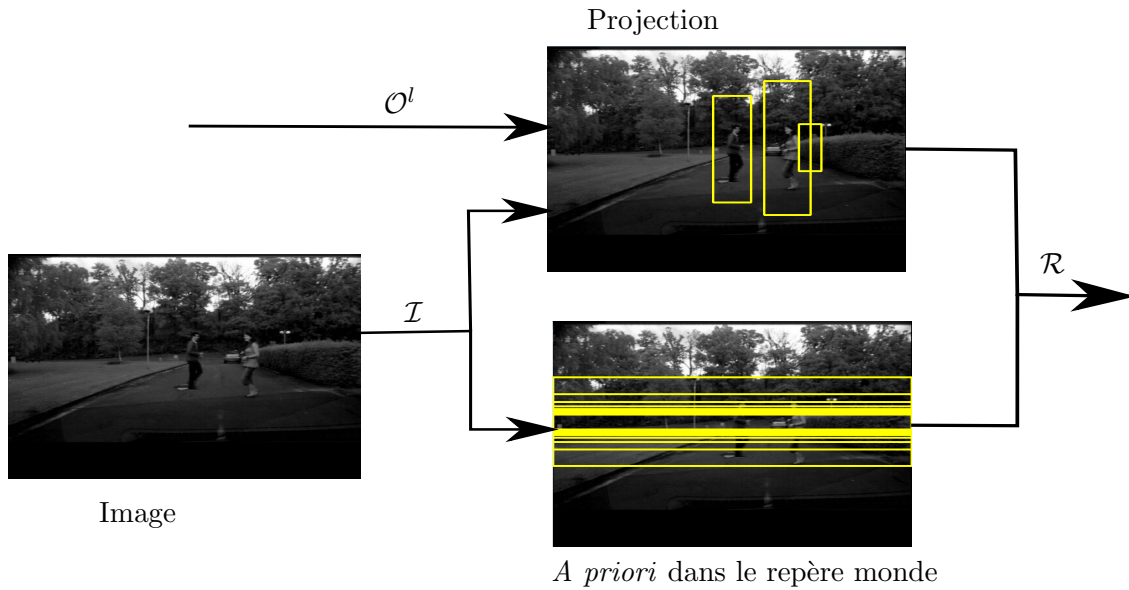 Projection
𝒪^l
ℐ
ℛ
Image
A priori dans le repère monde